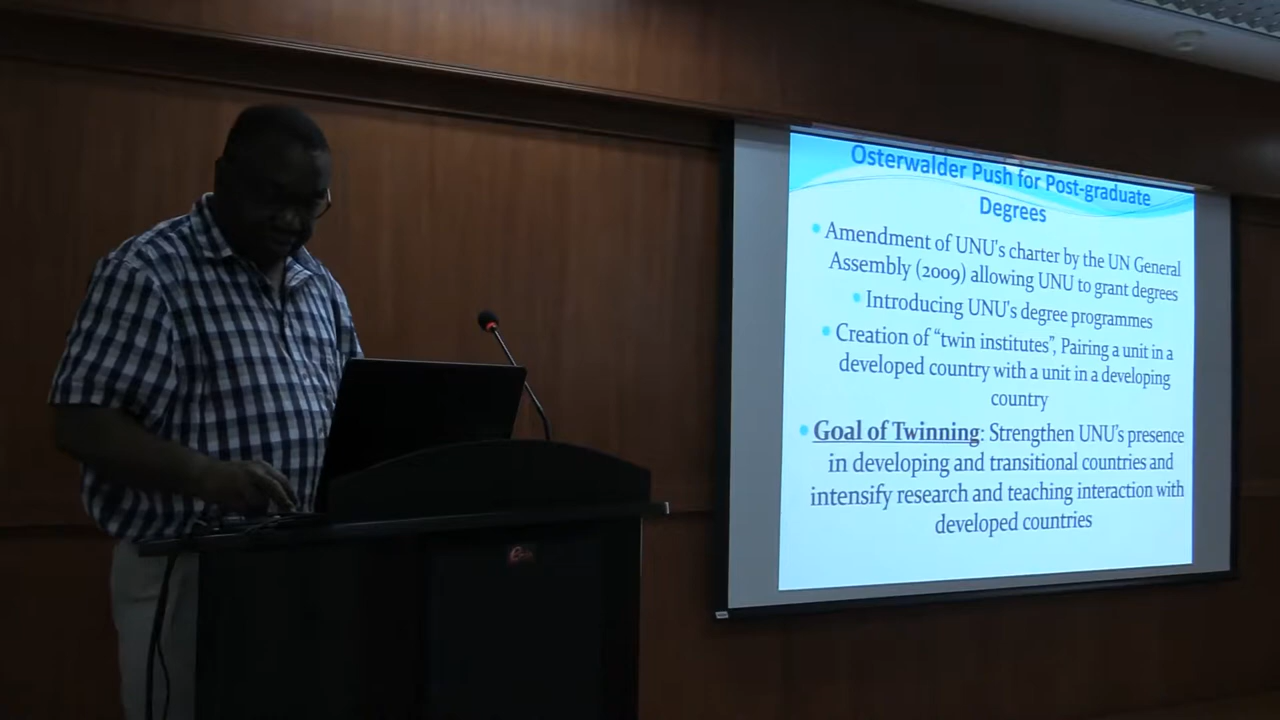 Osterwalder Push for Post-graduate
Degrees
Amendment of UNU's charter by the UN General
Assembly (2009) allowing UNU to grant degrees
Introducing UNU's degree programmes
Creation of “twin institutes”, Pairing a unit in a
developed country with a unit in a developing
country
Goal of Twinning: Strengthen UNU's presence
in developing and transitional countries and
intensify research and teaching interaction with
developed countries